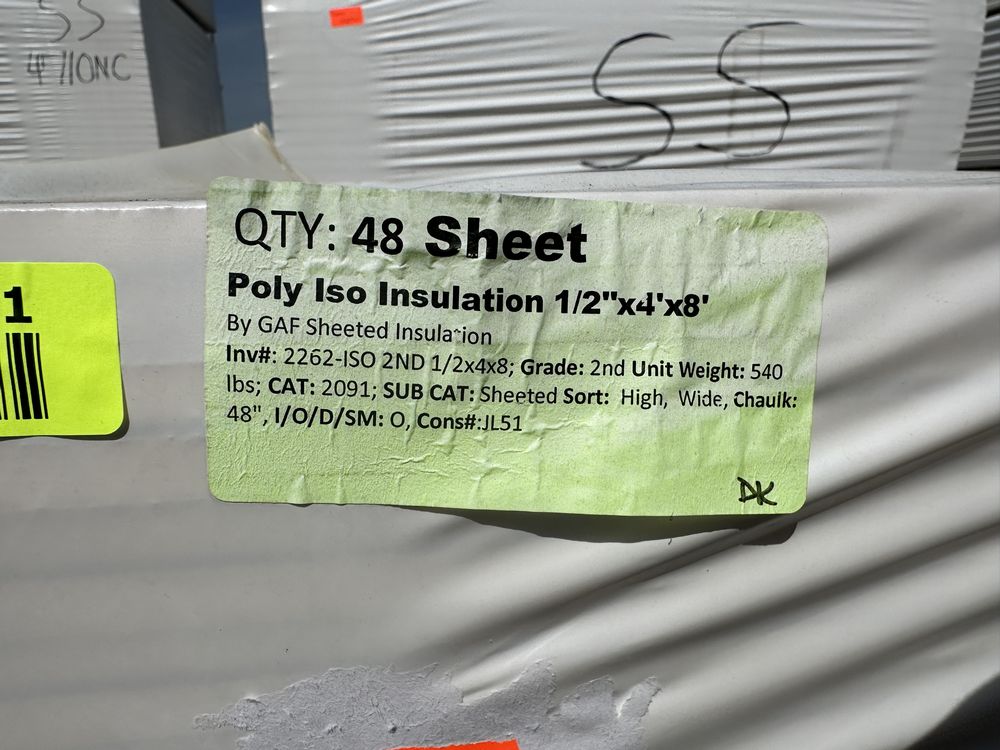 SS
SS
QTY: 48 Sheet
Poly Iso Insulation 1/2"x4'x8'
By GAF Sheeted Insulation
Inv#: 2262-ISO 2ND 1/2x4x8; Grade: 2nd Unit Weight: 540
lbs; CAT: 2091; SUB CAT: Sheeted Sort: High, Wide, Chaulk:
48", I/O/D/SM: O, Cons#:JL51
DK
1